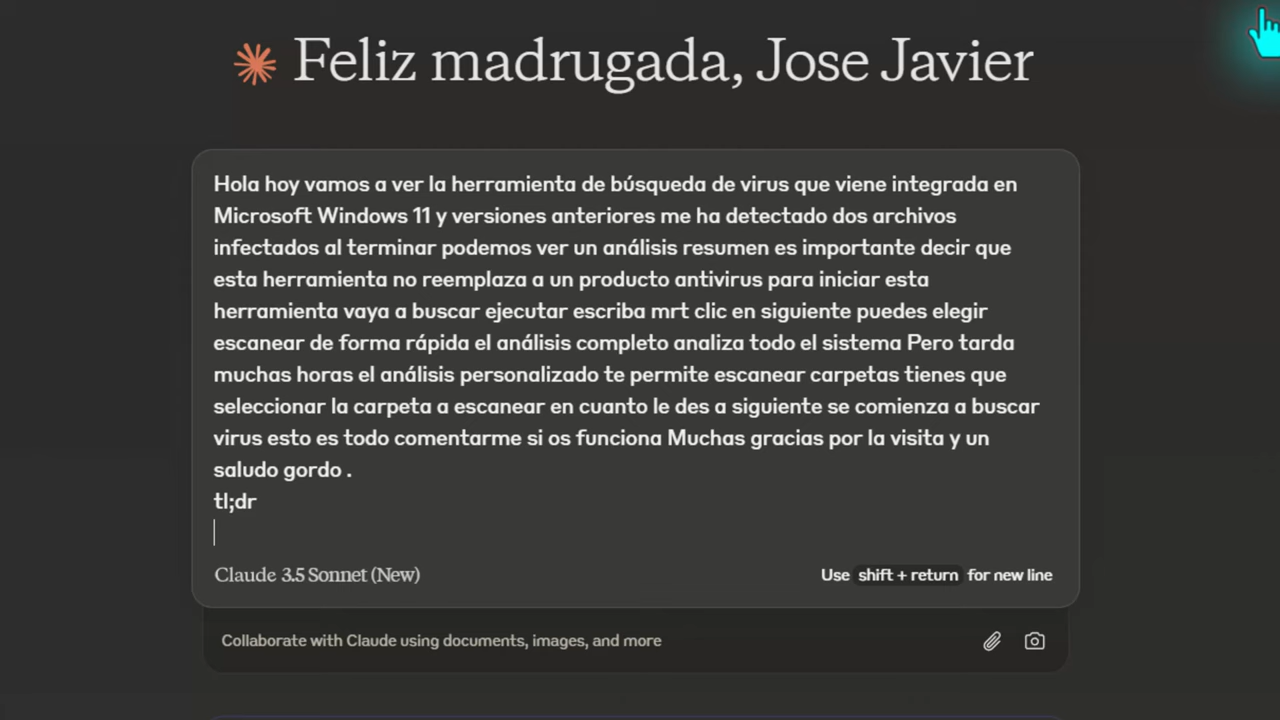 Feliz madrugada, Jose Javier
Hola hoy vamos a ver la herramienta de búsqueda de virus que viene integrada en
Microsoft Windows 11 y versiones anteriores me ha detectado dos archivos
infectados al terminar podemos ver un análisis resumen es importante decir que
esta herramienta no reemplaza a un producto antivirus para iniciar esta
herramienta vaya a buscar ejecutar escriba mrt clic en siguiente puedes elegir
escanear de forma rápida el análisis completo analiza todo el sistema Pero tarda
muchas horas el análisis personalizado te permite escanear carpetas tienes que
seleccionar la carpeta a escanear en cuanto le des a siguiente se comienza a buscar
virus esto es todo comentarme si os funciona Muchas gracias por la visita y un
saludo gordo .
tl;dr
Claude 3.5 Sonnet (New)
Use shift + return for new line
Collaborate with Claude using documents, images, and more